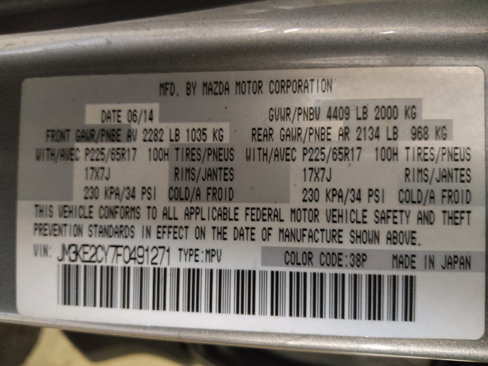 MFD. BY MAZDA MOTOR CORPORATION
DATE 06/14 GVWR/PNBV 4409 LB 2000 KG
FRONT GAWR/PNBE AV 2282 LB 1035 KG REAR GAWR/PNBE AR 2134 LB 968 KG
WITH/AVEC P225/65R17 100H TIRES/PNEUS WITH/AVEC P225/65R17 100H TIRES/PNEUS
17X7J RIMS/JANTES 17X7J RIMS/JANTES
230 KPA/34 PSI COLD/A FROID 230 KPA/34 PSI COLD/A FROID
THIS VEHICLE CONFORMS TO ALL APPLICABLE FEDERAL MOTOR VEHICLE SAFETY AND THEFT
PREVENTION STANDARDS IN EFFECT ON THE DATE OF MANUFACTURE SHOWN ABOVE.
VIN: JM3KE2CY7F0491271 TYPE:MPV COLOR CODE:38P MADE IN JAPAN